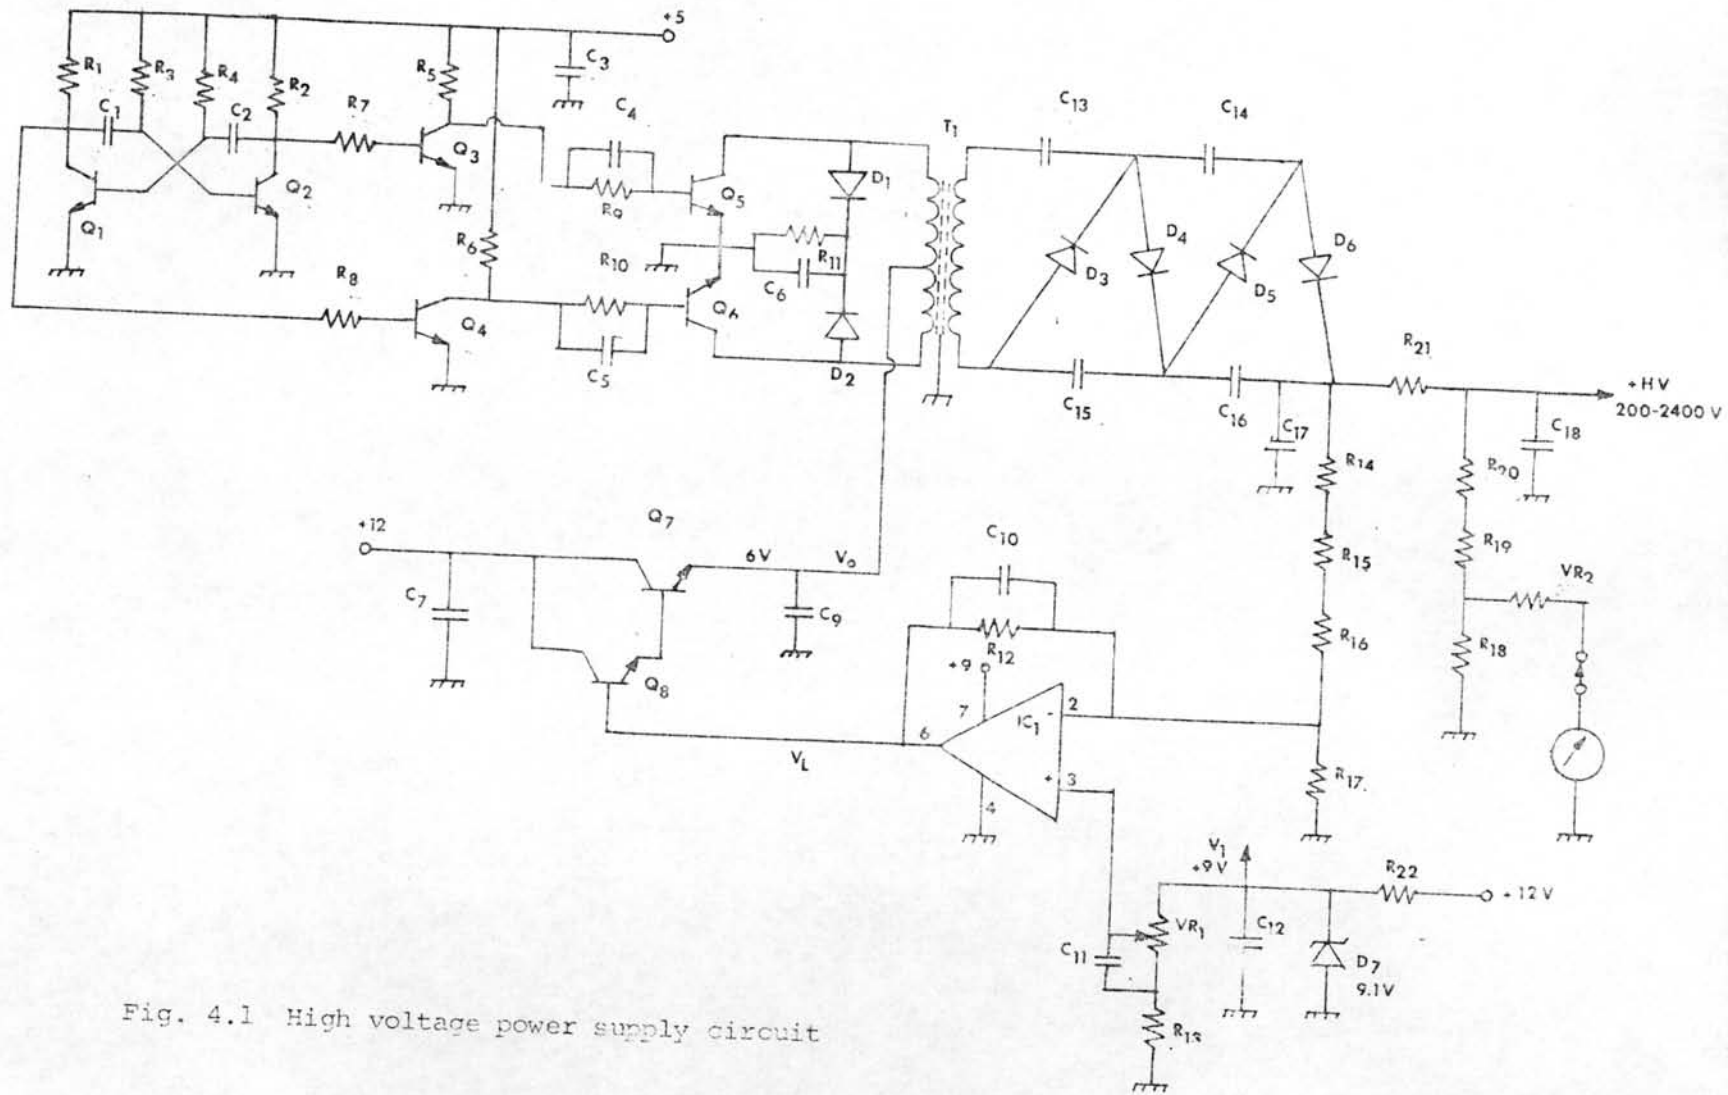 +5
R1
R3
R4
R2
R5
C3
C1
C2
R7
C4
C13
C14
T1
Q3
Q5
D1
R9
Q1
Q2
R6
R10
R11
D3
D4
D5
D6
C6
R8
Q4
Q6
C5
D2
C15
C16
R21
+HV
200-2400 V
C17
C18
R14
R20
+12
Q7
6V
Vo
C10
R15
R19
VR2
C7
C9
R12
R16
R18
+9
Q8
7
IC1
-
2
6
VL
+
3
4
R17
V1
+9V
R22
+12V
VR1
C12
C11
D7
9.1V
R13
Fig. 4.1 High voltage power supply circuit